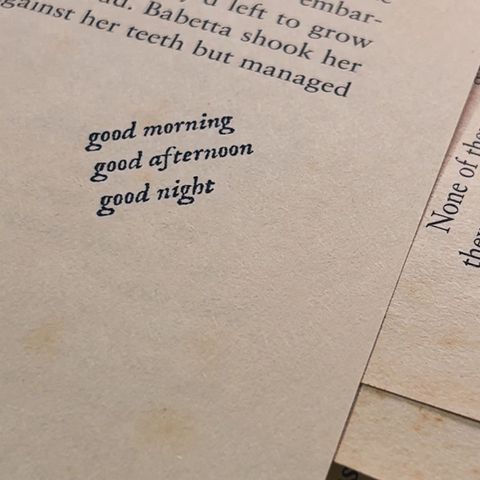 embar-
d left to grow
Babetta shook her
gainst her teeth but managed
good morning
good afternoon
good night
None of the